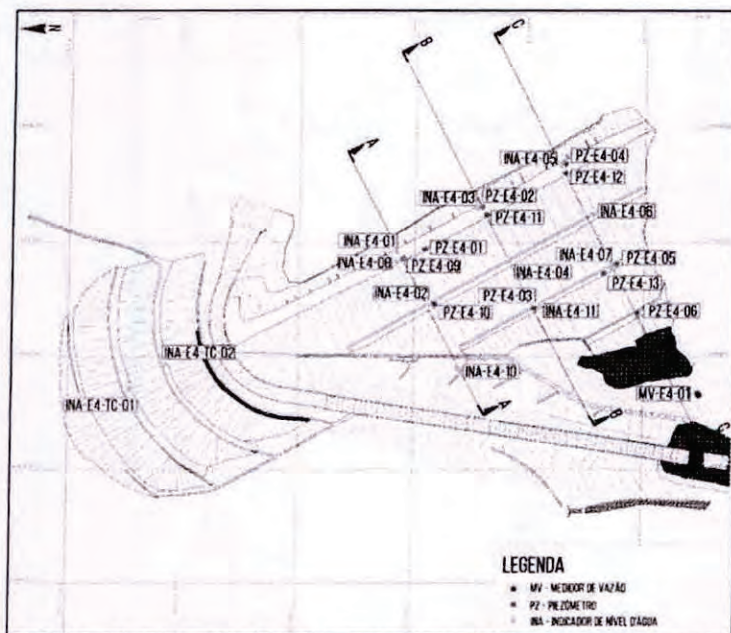 N
C
B
A
INA-E4-05 PZ-E4-04
PZ-E4-12
INA-E4-03 PZ-E4-02
PZ-E4-11
INA-E4-06
INA-E4-01
PZ-E4-01
INA-E4-08 PZ-E4-09
INA-E4-07 PZ-E4-05
INA-E4-04
PZ-E4-13
INA-E4-02
PZ-E4-10
PZ-E4-03
INA-E4-11
PZ-E4-06
INA-E4-TC-02
INA-E4-10
MV-E4-01
INA-E4-TC-01
A
B
C
LEGENDA
MV - MEDIDOR DE VAZÃO
PZ - PIEZÔMETRO
INA - INDICADOR DE NÍVEL D'ÁGUA